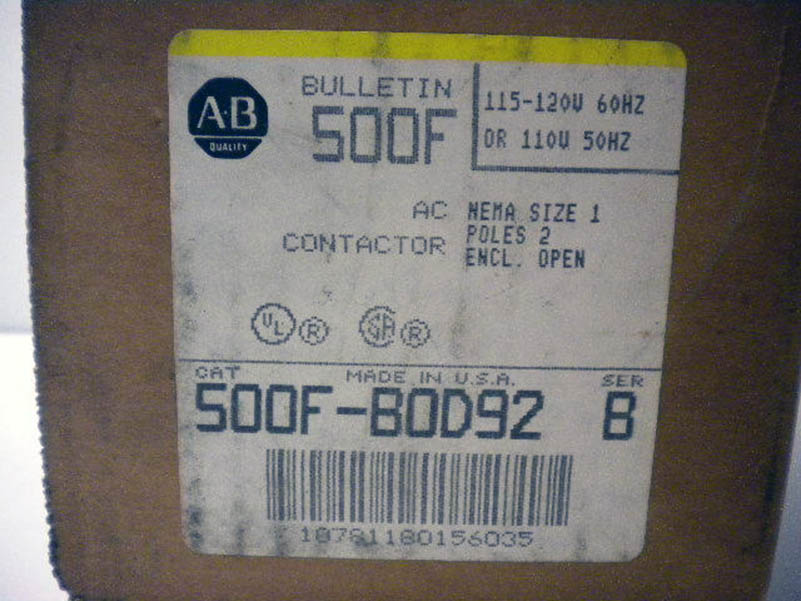 A-B
QUALITY
BULLETIN
500F
115-120V 60HZ
OR 110V 50HZ
AC
CONTACTOR
NEMA SIZE 1
POLES 2
ENCL. OPEN
UL ® SA ®
CAT MADE IN U.S.A. SER
500F-BOD92 B